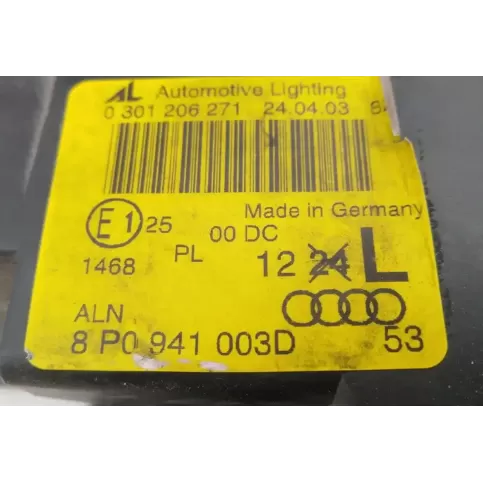 AL Automotive Lighting
0 301 206 271 24.04.03
Made in Germany
E1 25 00 DC
1468 PL 12 24 L
ALN
8 P0 941 003D 53